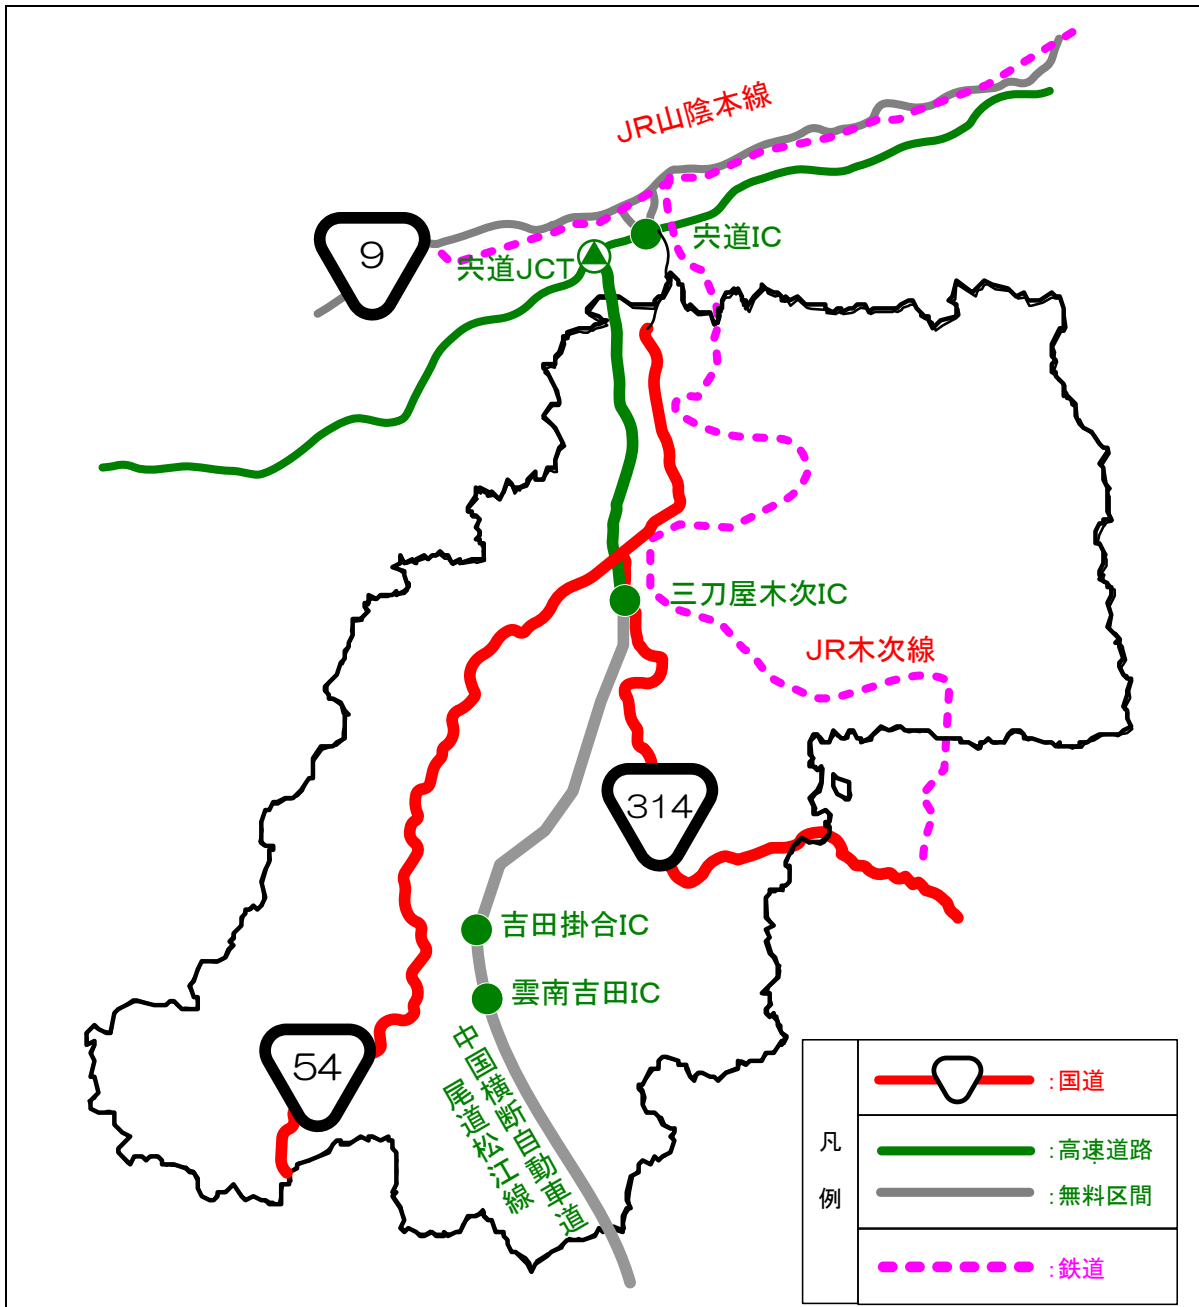 JR山陰本線
9
宍道IC
宍道JCT
三刀屋木次IC
JR木次線
314
吉田掛合IC
雲南吉田IC
54
中国横断自動車道
尾道松江線
凡例
:国道
:高速道路
:無料区間
:鉄道